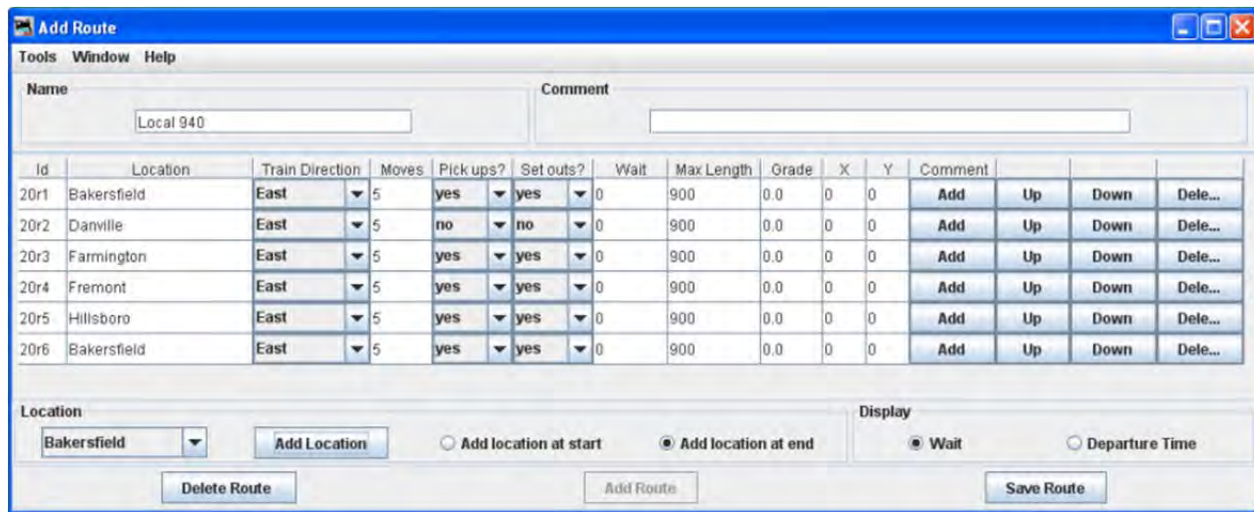 Add Route
Tools Window Help
Name Comment
Local 940
Id Location Train Direction Moves Pick ups? Set outs? Wait Max Length Grade X Y Comment
20r1 Bakersfield East 5 yes yes 0 900 0.0 0 0 Add Up Down Dele...
20r2 Danville East 5 no no 0 900 0.0 0 0 Add Up Down Dele...
20r3 Farmington East 5 yes yes 0 900 0.0 0 0 Add Up Down Dele...
20r4 Fremont East 5 yes yes 0 900 0.0 0 0 Add Up Down Dele...
20r5 Hillsboro East 5 yes yes 0 900 0.0 0 0 Add Up Down Dele...
20r6 Bakersfield East 5 yes yes 0 900 0.0 0 0 Add Up Down Dele...
Location Display
Bakersfield Add Location Add location at start Add location at end Wait Departure Time
Delete Route Add Route Save Route